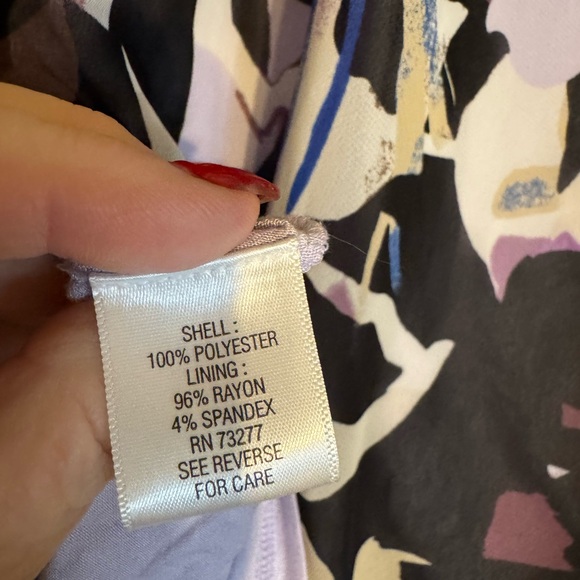 SHELL :
100% POLYESTER
LINING :
96% RAYON
4% SPANDEX
RN 73277
SEE REVERSE
FOR CARE